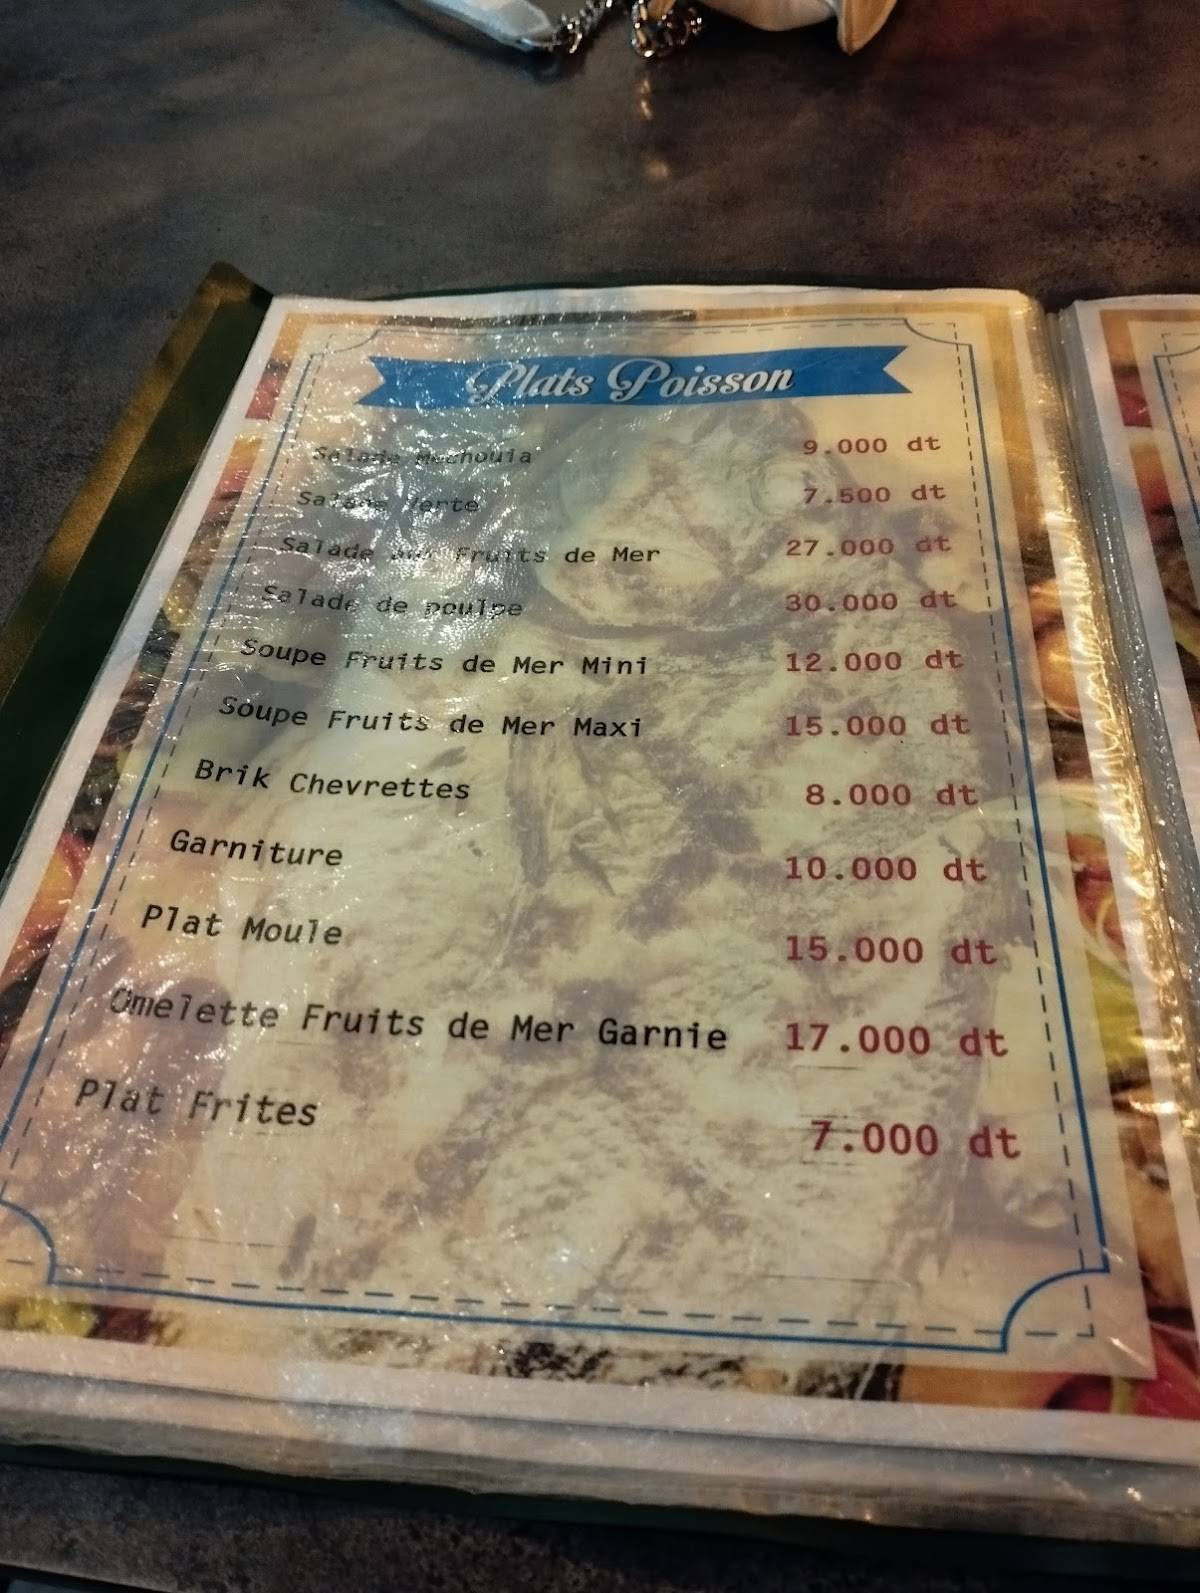 Plats Poisson
Salade Mechouia 9.000 dt
Salade Verte 7.500 dt
Salade aux Fruits de Mer 27.000 dt
Salade de poulpe 30.000 dt
Soupe Fruits de Mer Mini 12.000 dt
Soupe Fruits de Mer Maxi 15.000 dt
Brik Chevrettes 8.000 dt
Garniture 10.000 dt
Plat Moule 15.000 dt
Omelette Fruits de Mer Garnie 17.000 dt
Plat Frites 7.000 dt